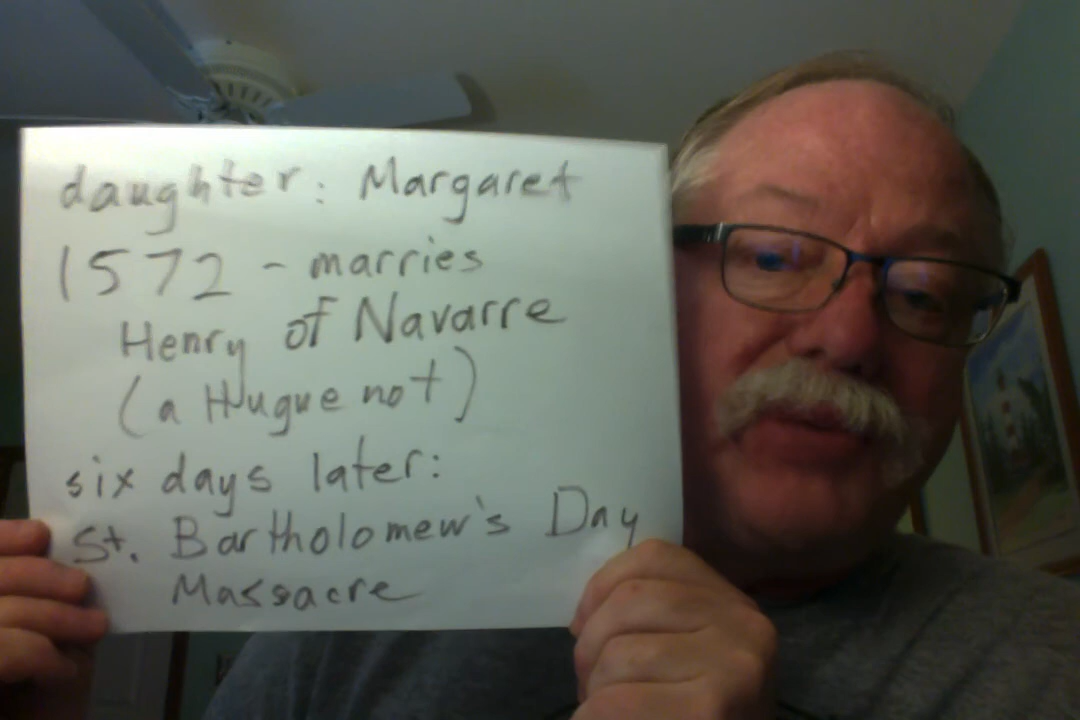 daughter: Margaret
1572 - marries
Henry of Navarre
(a Huguenot)
six days later:
St. Bartholomew's Day
Massacre